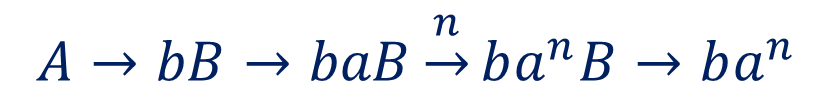 A → bB → baB →ⁿ baⁿB → baⁿ